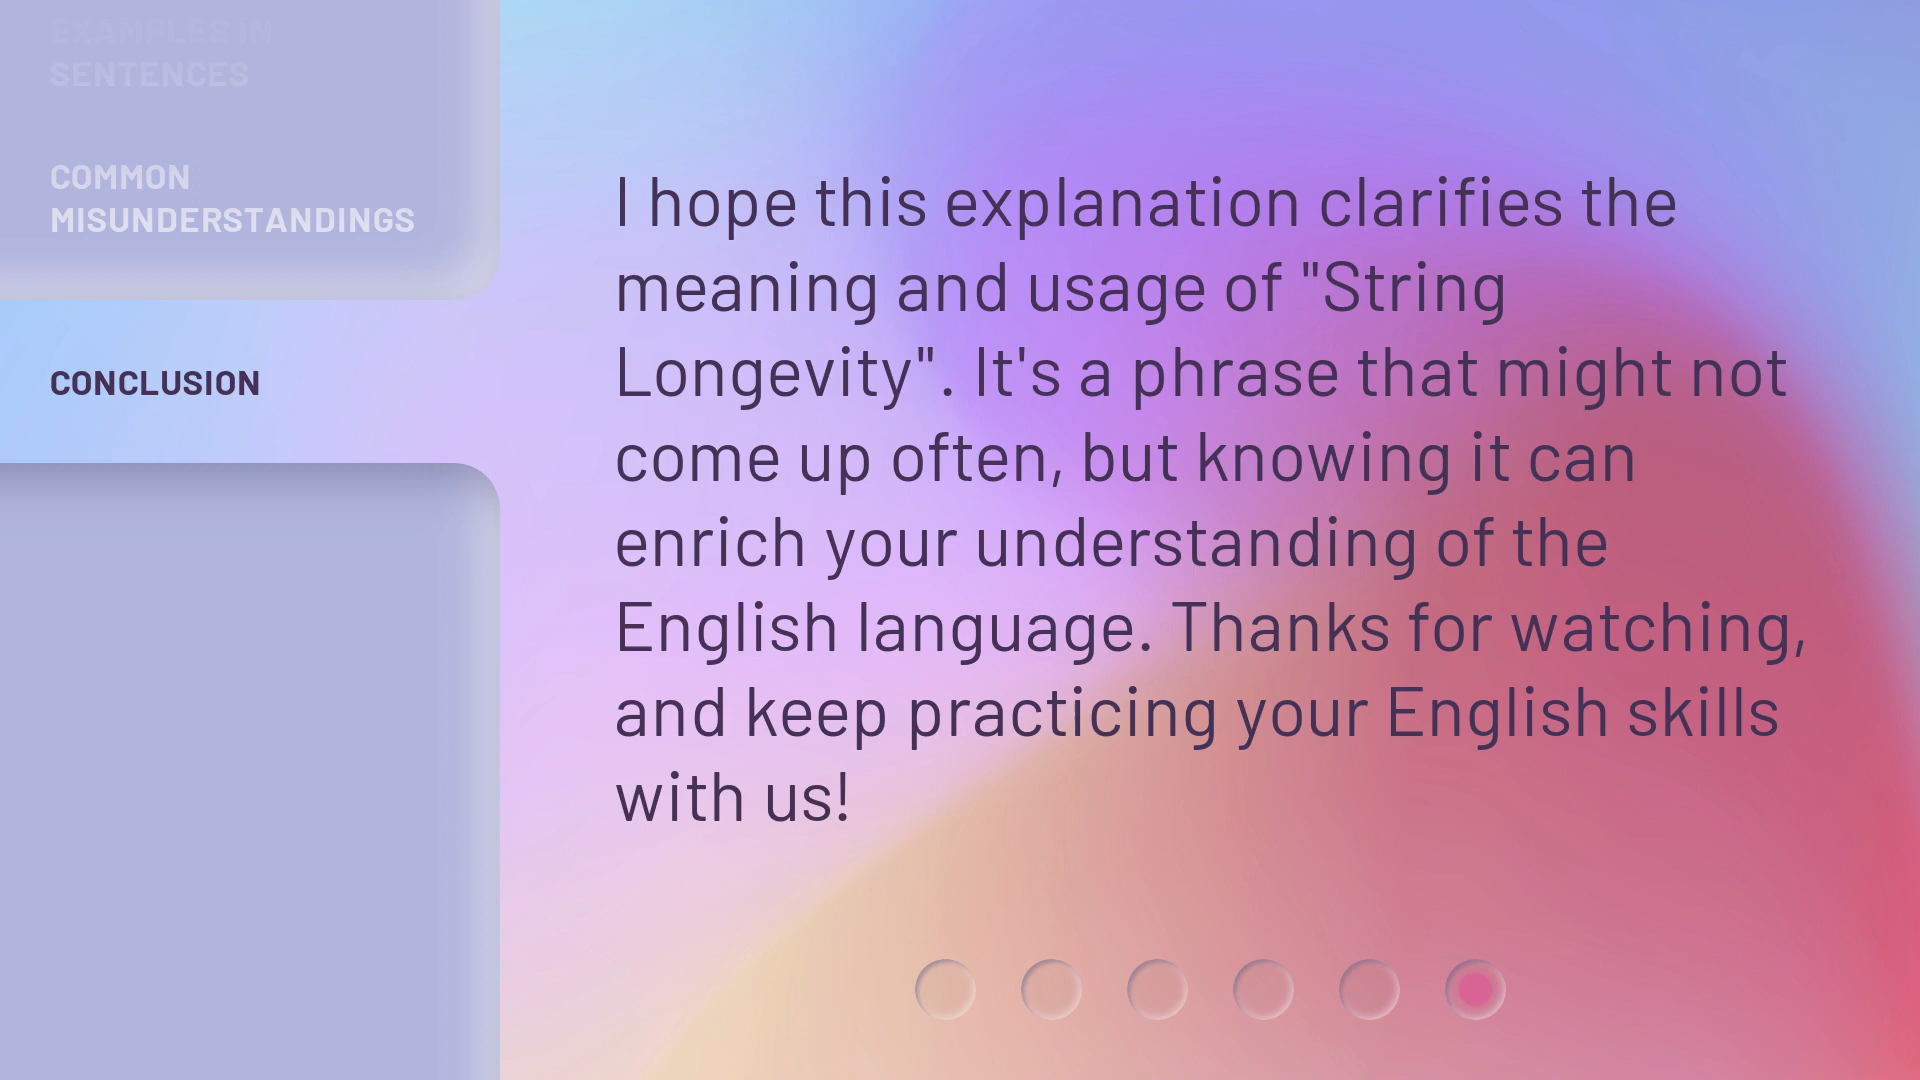 EXAMPLES IN
SENTENCES
COMMON
MISUNDERSTANDINGS
CONCLUSION
I hope this explanation clarifies the
meaning and usage of "String
Longevity". It's a phrase that might not
come up often, but knowing it can
enrich your understanding of the
English language. Thanks for watching,
and keep practicing your English skills
with us!